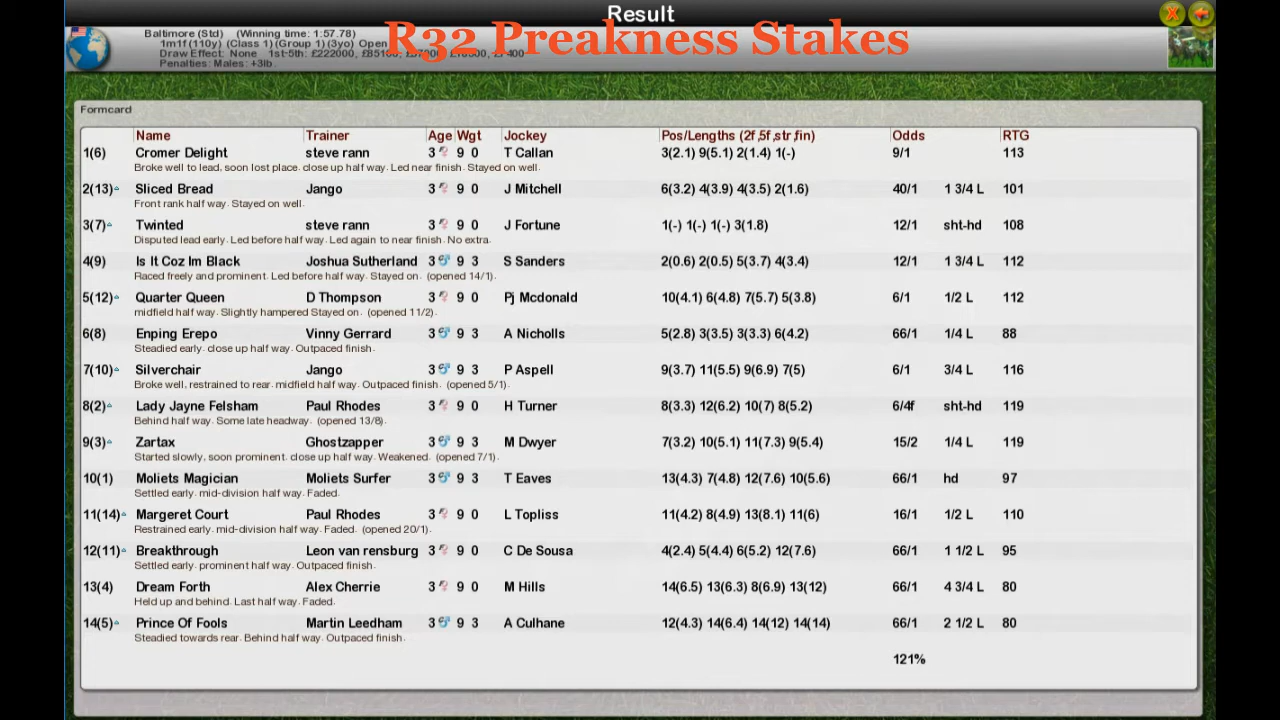 Result
R32 Preakness Stakes
Baltimore (Std) (Winning time: 1:57.78)
1m1f(110y) (Class 1)(Group 1)(3yo) Open
Draw Effect: None 1st-5th: £222000,
Penalties: Males: +3lb
Formcard
Name Trainer Age Wgt Jockey Pos/Lengths (2f,5f,str,fin) Odds RTG
1(6) Cromer Delight steve rann 3 9 0 T Callan 3(2.1) 9(5.1) 2(1.4) 1(-) 9/1 113
Broke well to lead, soon lost place. close up half way. Led near finish. Stayed on well.
2(13) Sliced Bread Jango 3 9 0 J Mitchell 6(3.2) 4(3.9) 4(3.5) 2(1.6) 40/1 1 3/4 L 101
Front rank half way. Stayed on well.
3(7) Twinted steve rann 3 9 0 J Fortune 1(-) 1(-) 1(-) 3(1.8) 12/1 sht-hd 108
Disputed lead early. Led before half way. Led again to near finish. No extra.
4(9) Is It Coz Im Black Joshua Sutherland 3 9 3 S Sanders 2(0.6) 2(0.5) 5(3.7) 4(3.4) 12/1 1 3/4 L 112
Raced freely and prominent. Led before half way. Stayed on. (opened 14/1).
5(12) Quarter Queen D Thompson 3 9 0 Pj Mcdonald 10(4.1) 6(4.8) 7(5.7) 5(3.8) 6/1 1/2 L 112
midfield half way. Slightly hampered Stayed on. (opened 11/2).
6(8) Enping Erepo Vinny Gerrard 3 9 3 A Nicholls 5(2.8) 3(3.5) 3(3.3) 6(4.2) 66/1 1/4 L 88
Steadied early. close up half way. Outpaced finish.
7(10) Silverchair Jango 3 9 3 P Aspell 9(3.7) 11(5.5) 9(6.9) 7(5) 6/1 3/4 L 116
Broke well, restrained to rear. midfield half way. Outpaced finish. (opened 5/1).
8(2) Lady Jayne Felsham Paul Rhodes 3 9 0 H Turner 8(3.3) 12(6.2) 10(7) 8(5.2) 6/4f sht-hd 119
Behind half way. Some late headway. (opened 13/8).
9(3) Zartax Ghostzapper 3 9 3 M Dwyer 7(3.2) 10(5.1) 11(7.3) 9(5.4) 15/2 1/4 L 119
Started slowly, soon prominent. close up half way. Weakened. (opened 7/1).
10(1) Moliets Magician Moliets Surfer 3 9 3 T Eaves 13(4.3) 7(4.8) 12(7.6) 10(5.6) 66/1 hd 97
Settled early. mid-division half way. Faded.
11(14) Margeret Court Paul Rhodes 3 9 0 L Topliss 11(4.2) 8(4.9) 13(8.1) 11(6) 16/1 1/2 L 110
Restrained early. mid-division half way. Faded. (opened 20/1).
12(11) Breakthrough Leon van rensburg 3 9 0 C De Sousa 4(2.4) 5(4.4) 6(5.2) 12(7.6) 66/1 1 1/2 L 95
Settled early. prominent half way. Outpaced finish.
13(4) Dream Forth Alex Cherrie 3 9 0 M Hills 14(6.5) 13(6.3) 8(6.9) 13(12) 66/1 4 3/4 L 80
Held up and behind. Last half way. Faded.
14(5) Prince Of Fools Martin Leedham 3 9 3 A Culhane 12(4.3) 14(6.4) 14(12) 14(14) 66/1 2 1/2 L 80
Steadied towards rear. Behind half way. Outpaced finish.
121%